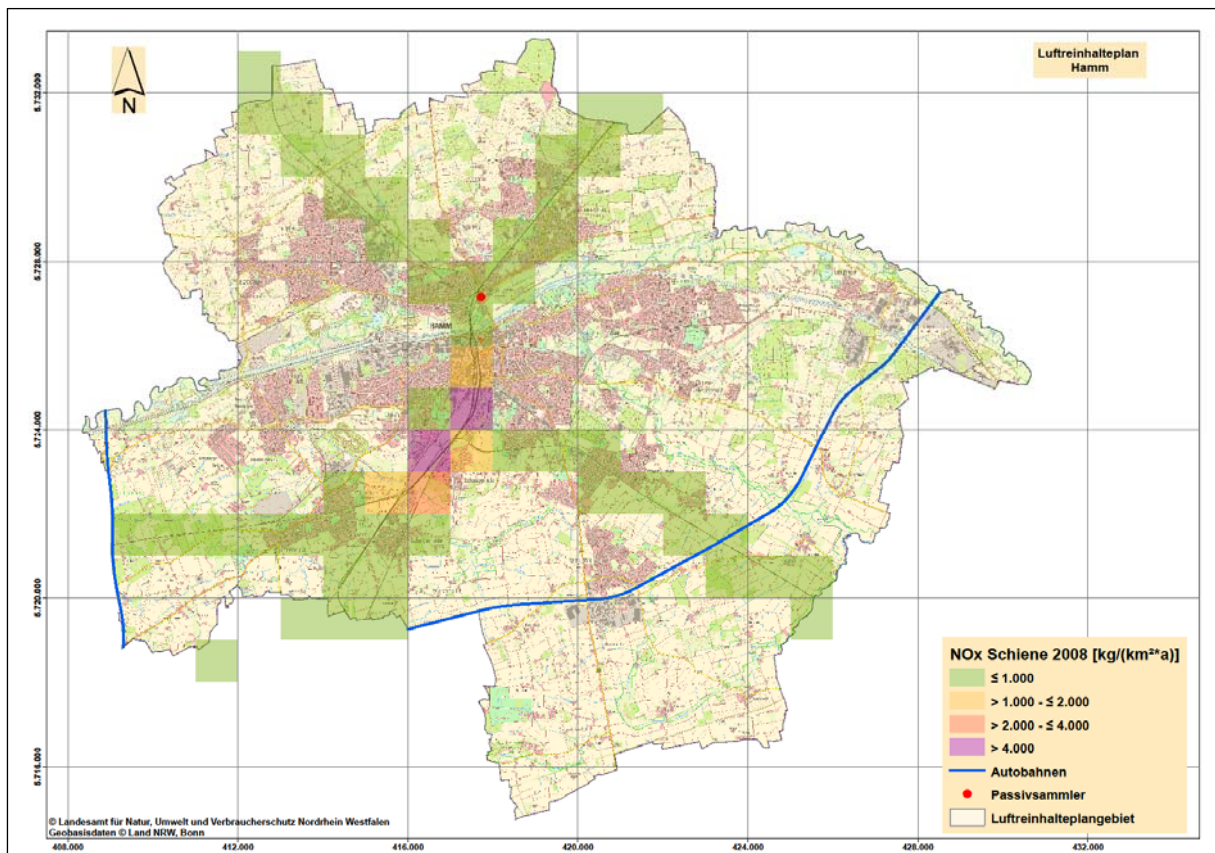 Luftreinhalteplan
Hamm
N
5.732.000
5.728.000
5.724.000
5.720.000
5.716.000
HAMM
NOx Schiene 2008 [kg/(km²*a)]
≤ 1.000
> 1.000 - ≤ 2.000
> 2.000 - ≤ 4.000
> 4.000
Autobahnen
Passivsammler
Luftreinhalteplangebiet
© Landesamt für Natur, Umwelt und Verbraucherschutz Nordrhein Westfalen
Geobasisdaten © Land NRW, Bonn
408.000 412.000 416.000 420.000 424.000 428.000 432.000